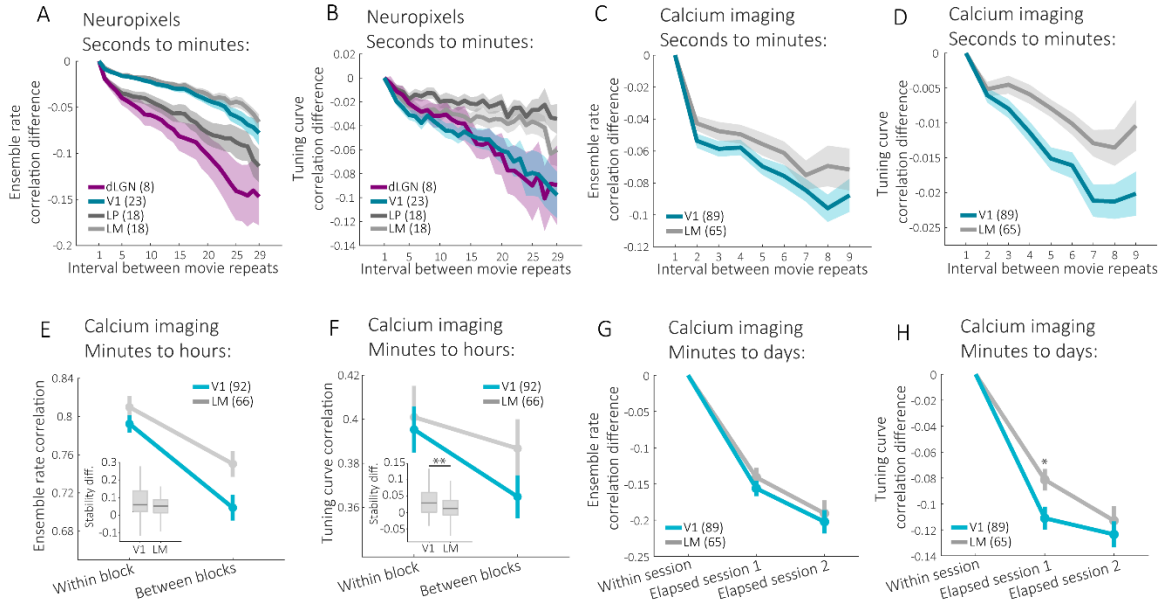 A
Neuropixels
Seconds to minutes:
Ensemble rate
correlation difference
0
-0.05
-0.1
-0.15
-0.2
dLGN (8)
V1 (23)
LP (18)
LM (18)
1 5 10 15 20 25 29
Interval between movie repeats
B
Neuropixels
Seconds to minutes:
Tuning curve
correlation difference
0.02
0
-0.02
-0.04
-0.06
-0.08
-0.1
-0.12
-0.14
dLGN (8)
V1 (23)
LP (18)
LM (18)
1 5 10 15 20 25 29
Interval between movie repeats
C
Calcium imaging
Seconds to minutes:
Ensemble rate
correlation difference
0
-0.02
-0.04
-0.06
-0.08
-0.1
-0.12
V1 (89)
LM (65)
1 2 3 4 5 6 7 8 9
Interval between movie repeats
D
Calcium imaging
Seconds to minutes:
Tuning curve
correlation difference
0
-0.005
-0.01
-0.015
-0.02
-0.025
V1 (89)
LM (65)
1 2 3 4 5 6 7 8 9
Interval between movie repeats
E
Calcium imaging
Minutes to hours:
Ensemble rate correlation
0.84
0.8
0.76
0.72
0.68
V1 (92)
LM (66)
Stability diff.
0.3
0.2
0.1
0
-0.1
V1 LM
Within block
Between blocks
F
Calcium imaging
Minutes to hours:
Tuning curve correlation
0.42
0.4
0.38
0.36
V1 (92)
LM (66)
Stability diff.
0.1
0.05
0
-0.05
**
V1 LM
Within block
Between blocks
G
Calcium imaging
Minutes to days:
Ensemble rate
correlation difference
0
-0.05
-0.1
-0.15
-0.2
-0.25
V1 (89)
LM (65)
Within session
Elapsed session 1
Elapsed session 2
H
Calcium imaging
Minutes to days:
Tuning curve
correlation difference
0
-0.02
-0.04
-0.06
-0.08
-0.1
-0.12
-0.14
*
V1 (89)
LM (65)
Within session
Elapsed session 1
Elapsed session 2